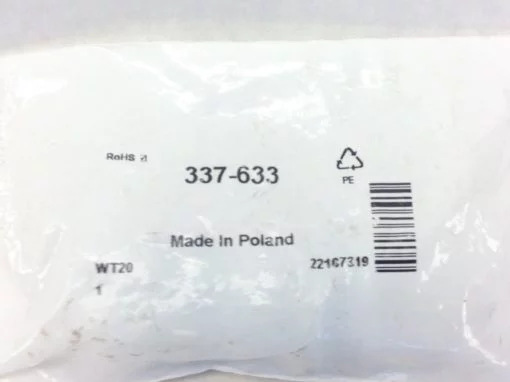 RoHS
337-633
PE
Made In Poland
WT20
22167319
1